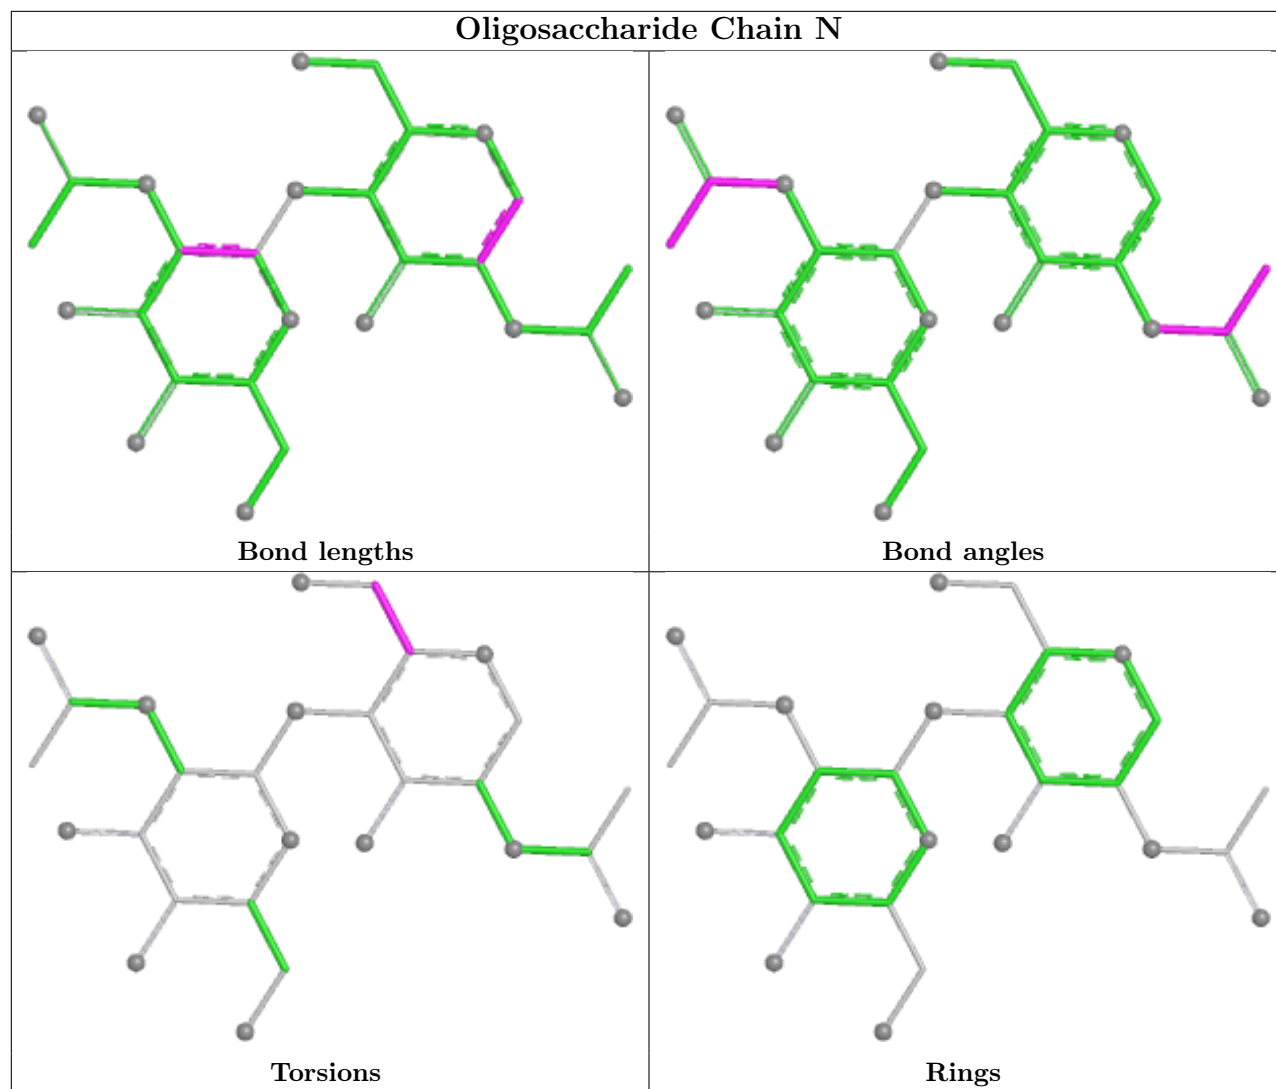 Oligosaccharide Chain N
Bond lengths
Bond angles
Torsions
Rings